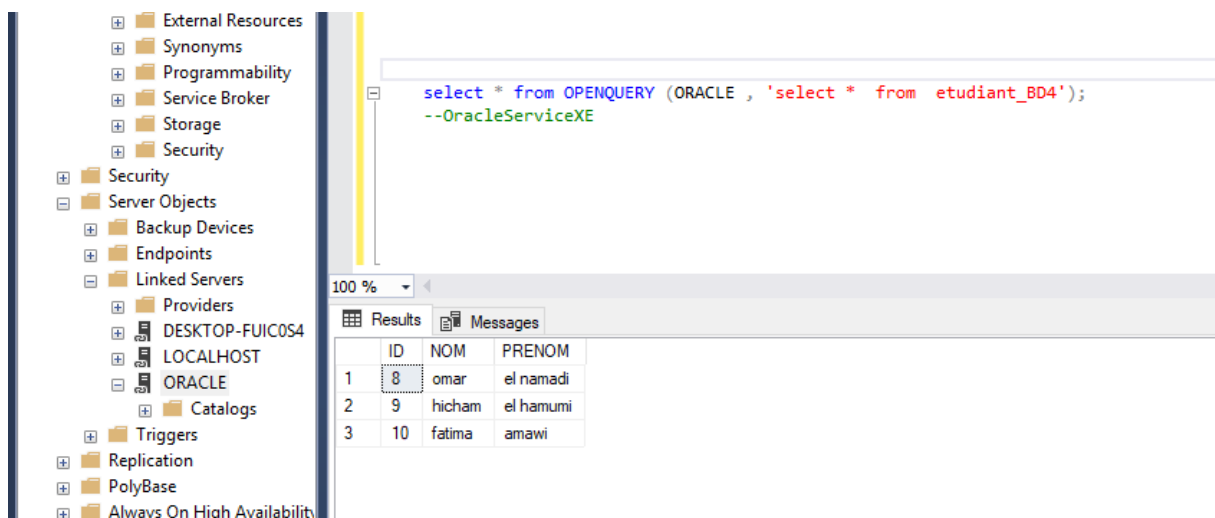 External Resources
Synonyms
Programmability
Service Broker
Storage
Security
Security
Server Objects
Backup Devices
Endpoints
Linked Servers
Providers
DESKTOP-FUIC0S4
LOCALHOST
ORACLE
Catalogs
Triggers
Replication
PolyBase
Always On High Availability
select * from OPENQUERY (ORACLE , 'select *  from  etudiant_BD4');
--OracleServiceXE
100 %
Results Messages
ID NOM PRENOM
1 8 omar el namadi
2 9 hicham el hamumi
3 10 fatima amawi